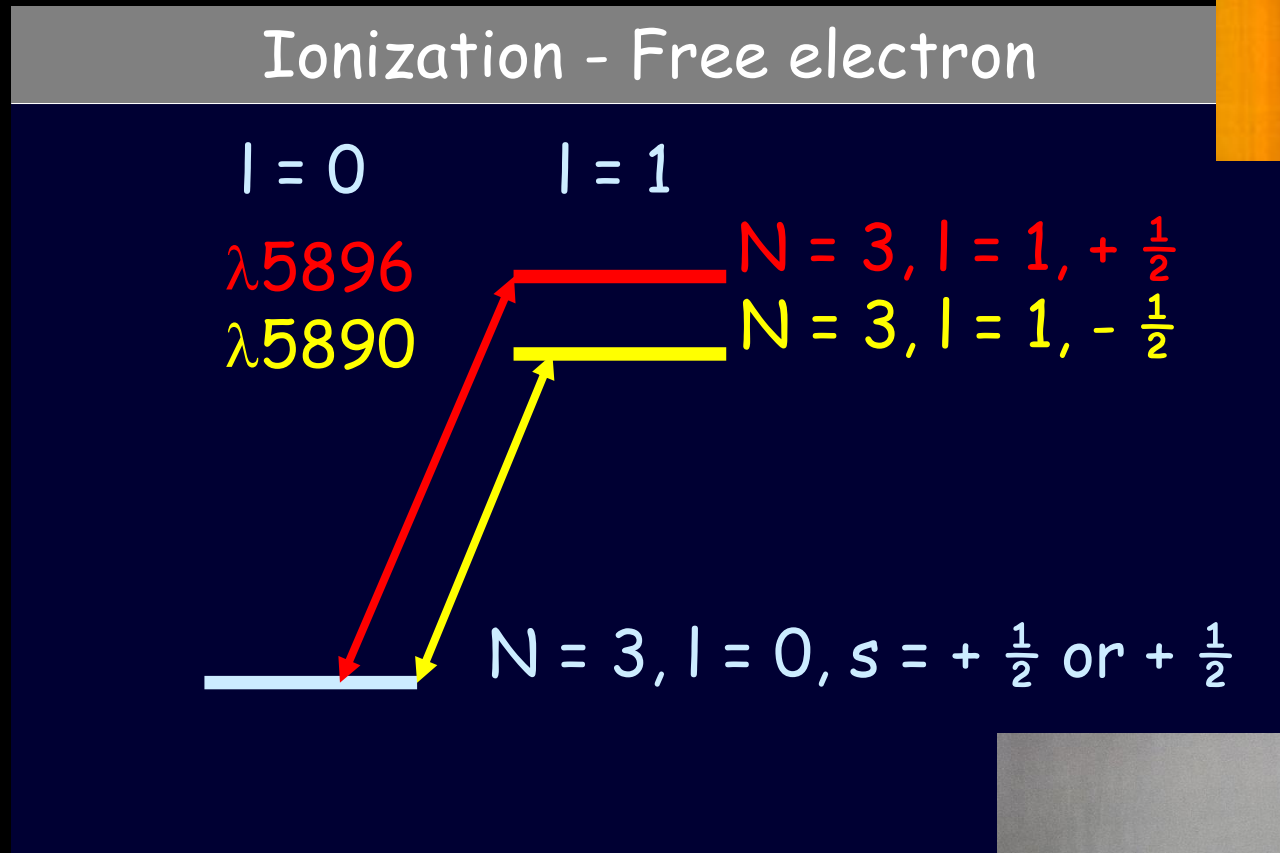 Ionization - Free electron
l = 0 l = 1
λ5896
λ5890
N = 3, l = 1, + ½
N = 3, l = 1, - ½
N = 3, l = 0, s = + ½ or + ½